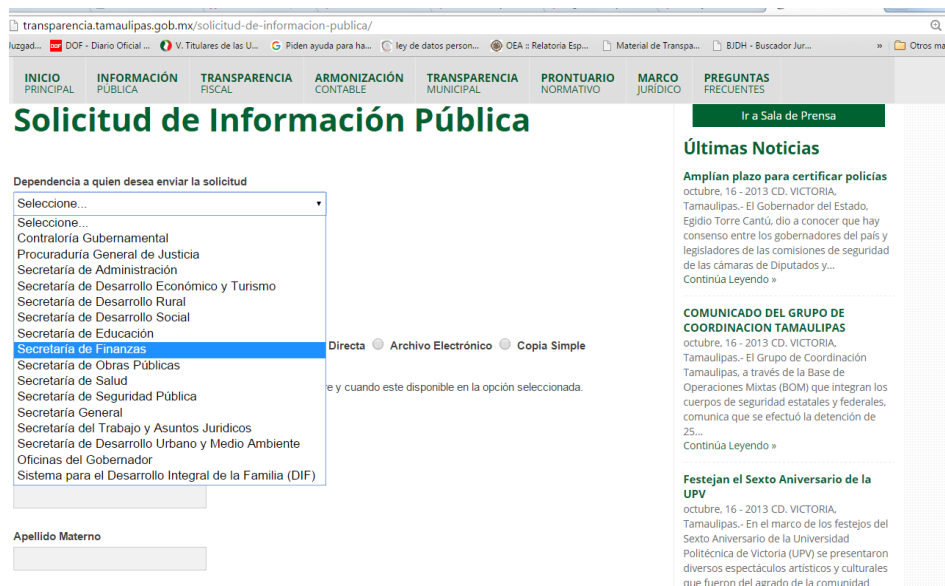 transparencia.tamaulipas.gob.mx/solicitud-de-informacion-publica/
luzgad... DOF - Diario Oficial ... V. Titulares de las U... Piden ayuda para ha... ley de datos person... OEA :: Relatoría Esp... Material de Transpa... BJDH - Buscador Jur... » Otros ma
INICIO INFORMACIÓN TRANSPARENCIA ARMONIZACIÓN TRANSPARENCIA PRONTUARIO MARCO PREGUNTAS
PRINCIPAL PÚBLICA FISCAL CONTABLE MUNICIPAL NORMATIVO JURÍDICO FRECUENTES
Solicitud de Información Pública
Dependencia a quien desea enviar la solicitud
Seleccione...
Seleccione...
Contraloría Gubernamental
Procuraduría General de Justicia
Secretaría de Administración
Secretaría de Desarrollo Económico y Turismo
Secretaría de Desarrollo Rural
Secretaría de Desarrollo Social
Secretaría de Educación
Secretaría de Finanzas
Secretaría de Obras Públicas
Secretaría de Salud
Secretaría de Seguridad Pública
Secretaría General
Secretaría del Trabajo y Asuntos Juridicos
Secretaría de Desarrollo Urbano y Medio Ambiente
Oficinas del Gobernador
Sistema para el Desarrollo Integral de la Familia (DIF)
Directa Archivo Electrónico Copia Simple
e y cuando este disponible en la opción seleccionada.
Apellido Materno
Ir a Sala de Prensa
Últimas Noticias
Amplían plazo para certificar policías
octubre, 16 - 2013 CD. VICTORIA,
Tamaulipas.- El Gobernador del Estado,
Egidio Torre Cantú, dio a conocer que hay
consenso entre los gobernadores del país y
legisladores de las comisiones de seguridad
de las cámaras de Diputados y...
Continúa Leyendo »
COMUNICADO DEL GRUPO DE
COORDINACION TAMAULIPAS
octubre, 16 - 2013 CD. VICTORIA,
Tamaulipas.- El Grupo de Coordinación
Tamaulipas, a través de la Base de
Operaciones Mixtas (BOM) que integran los
cuerpos de seguridad estatales y federales,
comunica que se efectuó la detención de
25...
Continúa Leyendo »
Festejan el Sexto Aniversario de la
UPV
octubre, 16 - 2013 CD. VICTORIA,
Tamaulipas.- En el marco de los festejos del
Sexto Aniversario de la Universidad
Politécnica de Victoria (UPV) se presentaron
diversos espectáculos artísticos y culturales
que fueron del agrado de la comunidad